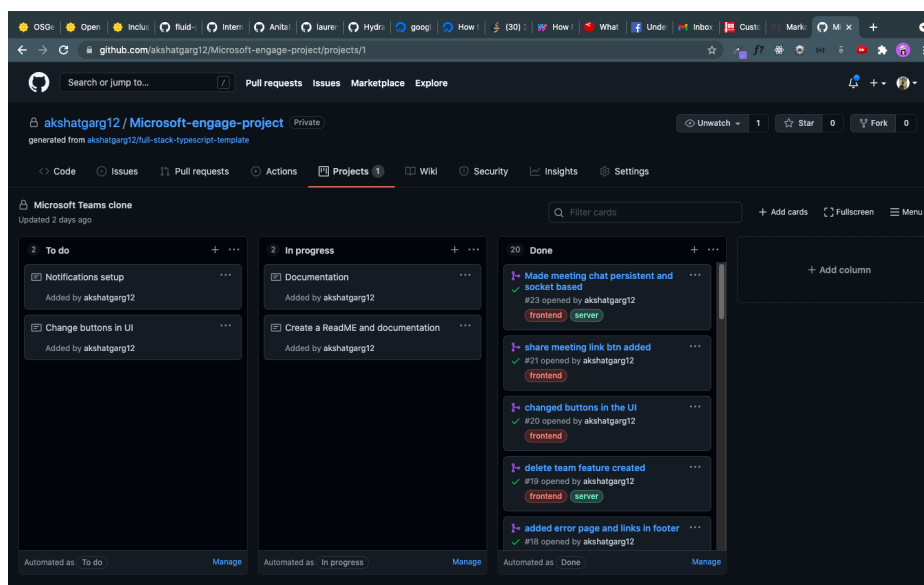 OSGe
Open
Inclus
fluid-
Intern
Anital
laurer
Hydre
googl
How t
(30)
How
What
Unde
Inbox
Cust
Mark
github.com/akshatgarg12/Microsoft-engage-project/projects/1
Search or jump to...
/
Pull requests
Issues
Marketplace
Explore
akshatgarg12 / Microsoft-engage-project
Private
generated from akshatgarg12/full-stack-typescript-template
Unwatch
1
Star
0
Fork
0
Code
Issues
Pull requests
Actions
Projects 1
Wiki
Security
Insights
Settings
Microsoft Teams clone
Updated 2 days ago
Filter cards
+ Add cards
Fullscreen
Menu
2 To do
Notifications setup
Added by akshatgarg12
Change buttons in UI
Added by akshatgarg12
Automated as To do
Manage
2 In progress
Documentation
Added by akshatgarg12
Create a ReadME and documentation
Added by akshatgarg12
Automated as In progress
Manage
20 Done
Made meeting chat persistent and
socket based
#23 opened by akshatgarg12
frontend server
share meeting link btn added
#21 opened by akshatgarg12
frontend
changed buttons in the UI
#20 opened by akshatgarg12
frontend
delete team feature created
#19 opened by akshatgarg12
frontend server
added error page and links in footer
#18 opened by akshatgarg12
Automated as Done
Manage
+ Add column